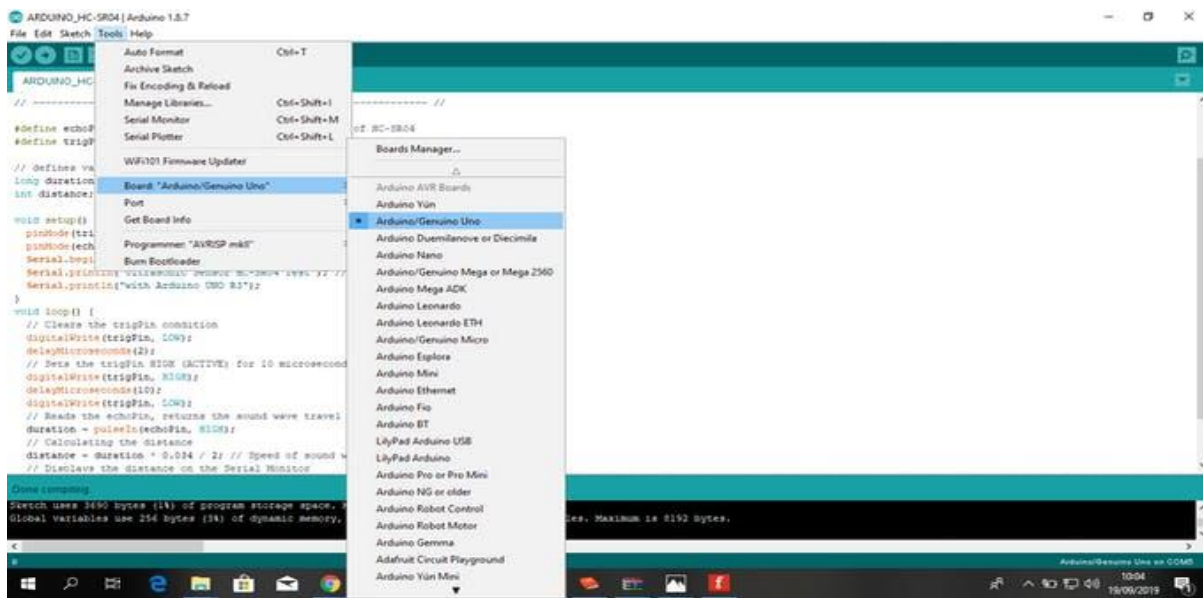 ARDUINO_HC-SR04 | Arduino 1.8.7
File Edit Sketch Tools Help
ARDUINO_HC-
Auto Format Ctrl+T
Archive Sketch
Fix Encoding & Reload
Manage Libraries... Ctrl+Shift+I
Serial Monitor Ctrl+Shift+M
Serial Plotter Ctrl+Shift+L
WiFi101 Firmware Updater
Board: "Arduino/Genuino Uno"
Port
Get Board Info
Programmer: "AVRISP mkII"
Burn Bootloader
Boards Manager...
Arduino AVR Boards
Arduino Yún
Arduino/Genuino Uno
Arduino Duemilanove or Diecimila
Arduino Nano
Arduino/Genuino Mega or Mega 2560
Arduino Mega ADK
Arduino Leonardo
Arduino Leonardo ETH
Arduino/Genuino Micro
Arduino Esplora
Arduino Mini
Arduino Ethernet
Arduino Fio
Arduino BT
LilyPad Arduino USB
LilyPad Arduino
Arduino Pro or Pro Mini
Arduino NG or older
Arduino Robot Control
Arduino Robot Motor
Arduino Gemma
Adafruit Circuit Playground
Arduino Yún Mini
// ---------- ---------- //
#define echoP of HC-SR04
#define trigP
// defines va
long duration
int distance;
void setup()
pinMode(tri
pinMode(ech
Serial.begi
Serial.println("Ultrasonic Sensor HC-SR04 Test"); //
Serial.println("with Arduino UNO R3");
}
void loop() {
// Clears the trigPin condition
digitalWrite(trigPin, LOW);
delayMicroseconds(2);
// Sets the trigPin HIGH (ACTIVE) for 10 microsecond
digitalWrite(trigPin, HIGH);
delayMicroseconds(10);
digitalWrite(trigPin, LOW);
// Reads the echoPin, returns the sound wave travel
duration = pulseIn(echoPin, HIGH);
// Calculating the distance
distance = duration * 0.034 / 2; // Speed of sound w
// Displays the distance on the Serial Monitor
Done compiling.
Sketch uses 3690 bytes (1%) of program storage space.
Global variables use 256 bytes (3%) of dynamic memory, les. Maximum is 8192 bytes.
Arduino/Genuino Uno on COM5
10:04
19/09/2019